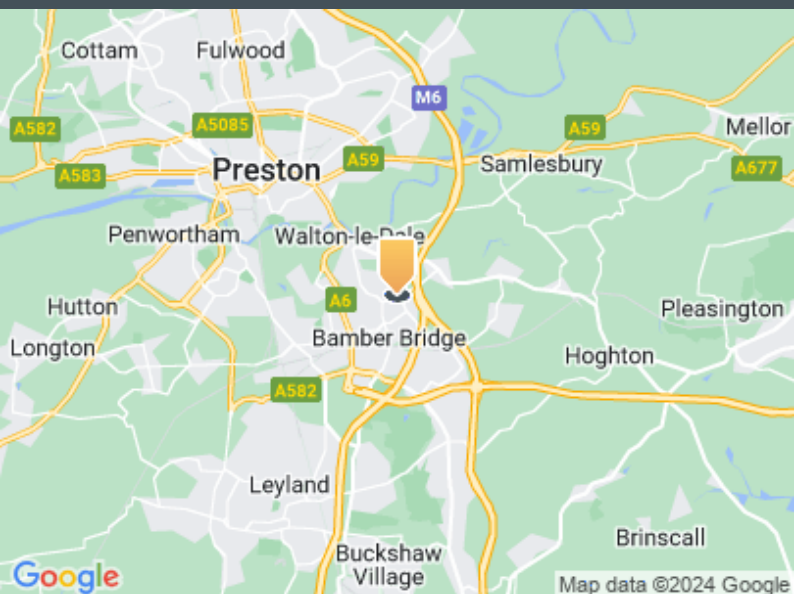 Cottam
Fulwood
M6
A582
A5085
A59
Mellor
Preston
A59
Samlesbury
A677
A583
Penwortham
Walton-le-Dale
Hutton
A6
Pleasington
Longton
Bamber Bridge
Hoghton
A582
Leyland
Brinscall
Buckshaw
Village
Google
Map data ©2024 Google